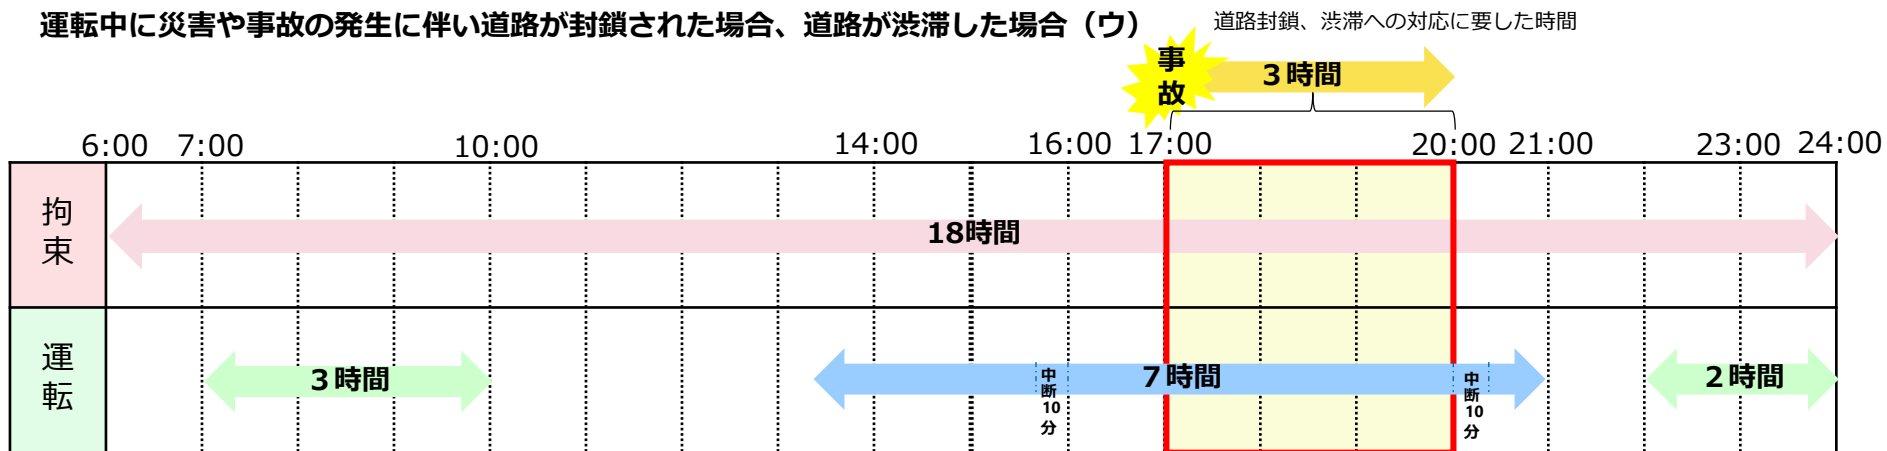 運転中に災害や事故の発生に伴い道路が封鎖された場合、道路が渋滞した場合（ウ）
道路封鎖、渋滞への対応に要した時間
事故
３時間
6:00 7:00 10:00 14:00 16:00 17:00 20:00 21:00 23:00 24:00
拘束
18時間
運転
３時間
中断10分
７時間
中断10分
２時間